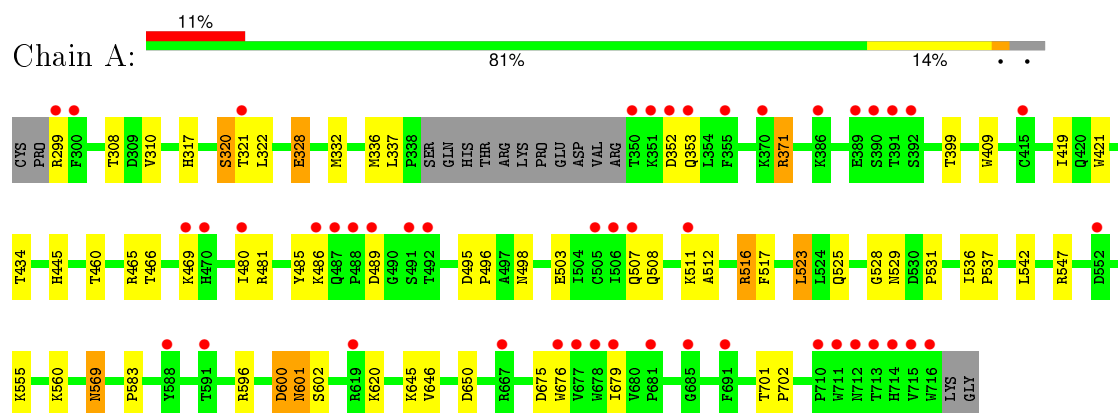 11%
Chain A:
81% 14% • •
CYS PRO R299 F300 T308 D309 V310 H317 S320 T321 L322 E328 M332 M336 L337 P338 SER GLN HIS THR ARG LYS PRO GLU ASP VAL ARG T350 K351 D352 Q353 L354 F355 K370 R371 K386 E389 S390 T391 S392 T399 W409 C415 I419 Q420 W421
T434 H445 T460 R465 T466 K469 H470 I480 R481 Y485 K486 Q487 P488 D489 G490 S491 T492 D495 P496 A497 N498 E503 I504 C505 I506 Q507 Q508 K511 A512 R516 F517 L523 L524 Q525 G528 N529 D530 P531 I536 P537 L542 R547 D552
K555 K560 N569 P583 Y588 T591 R596 D600 N601 S602 R619 K620 K645 V646 D650 R667 D675 W676 V677 W678 I679 V680 P681 G685 F691 T701 P702 P710 W711 N712 T713 H714 V715 W716 LYS GLY